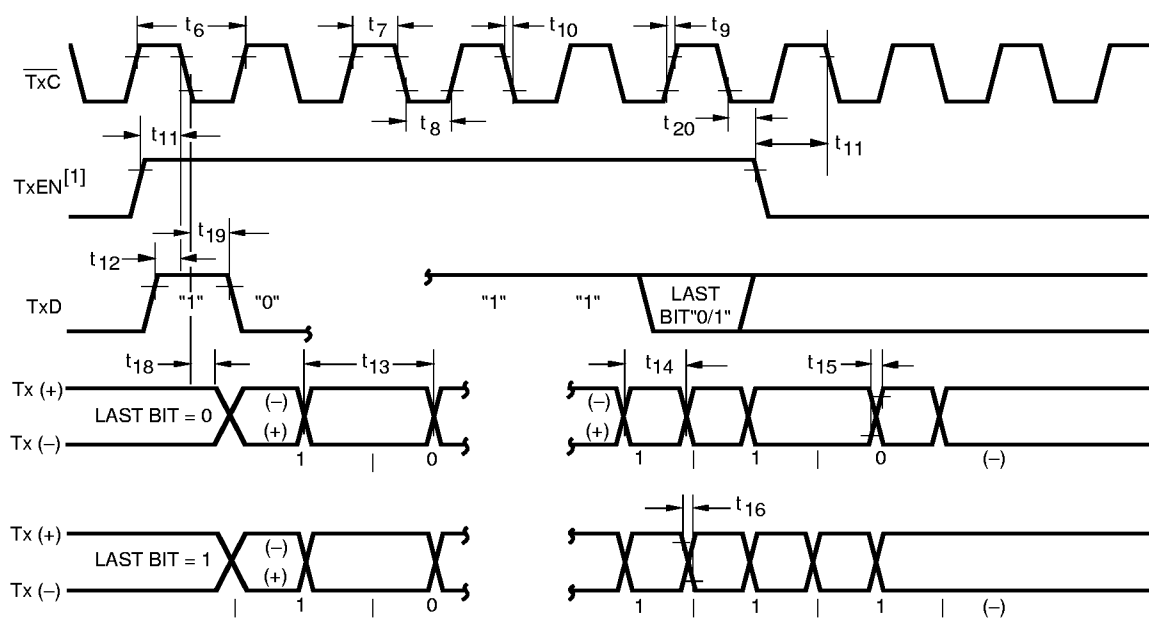 t6 t7 t10 t9
TxC
t11 t8 t20 t11
TxEN[1]
t19
t12
TxD "1" "0" "1" "1" LAST
BIT"0/1"
t18 t13 t14 t15
Tx (+) (–) (–)
LAST BIT = 0
Tx (–) (+) (+)
1 | 0 1 | 1 | 0 (–)
t16
Tx (+) (–)
LAST BIT = 1
Tx (–) (+)
| 1 | 0 1 | 1 | 1 | (–)